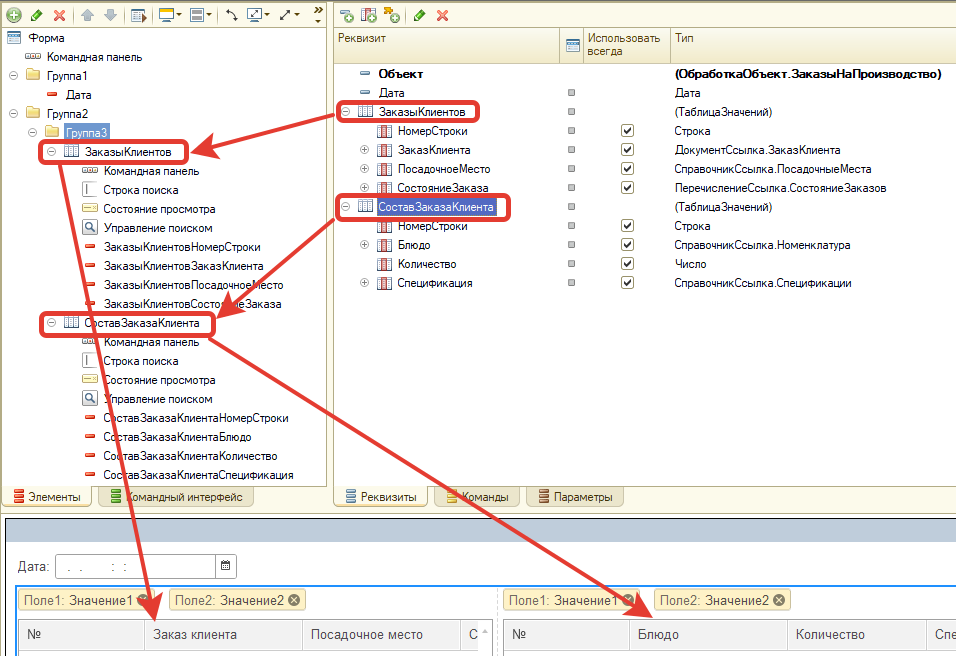 Форма
Командная панель
Группа1
Дата
Группа2
Группа3
ЗаказыКлиентов
Командная панель
Строка поиска
Состояние просмотра
Управление поиском
ЗаказыКлиентовНомерСтроки
ЗаказыКлиентовЗаказКлиента
ЗаказыКлиентовПосадочноеМесто
ЗаказыКлиентовСостояниеЗаказа
СоставЗаказаКлиента
Командная панель
Строка поиска
Состояние просмотра
Управление поиском
СоставЗаказаКлиентаНомерСтроки
СоставЗаказаКлиентаБлюдо
СоставЗаказаКлиентаКоличество
СоставЗаказаКлиентаСпецификация
Элементы Командный интерфейс
Реквизит Использовать всегда Тип
Объект (ОбработкаОбъект.ЗаказыНаПроизводство)
Дата Дата
ЗаказыКлиентов (ТаблицаЗначений)
НомерСтроки Строка
ЗаказКлиента ДокументСсылка.ЗаказКлиента
ПосадочноеМесто СправочникСсылка.ПосадочныеМеста
СостояниеЗаказа ПеречислениеСсылка.СостоянияЗаказов
СоставЗаказаКлиента (ТаблицаЗначений)
НомерСтроки Строка
Блюдо СправочникСсылка.Номенклатура
Количество Число
Спецификация СправочникСсылка.Спецификации
Реквизиты Команды Параметры
Дата: . . : :
Поле1: Значение1 Поле2: Значение2 Поле1: Значение1 Поле2: Значение2
№ Заказ клиента Посадочное место С № Блюдо Количество Спе